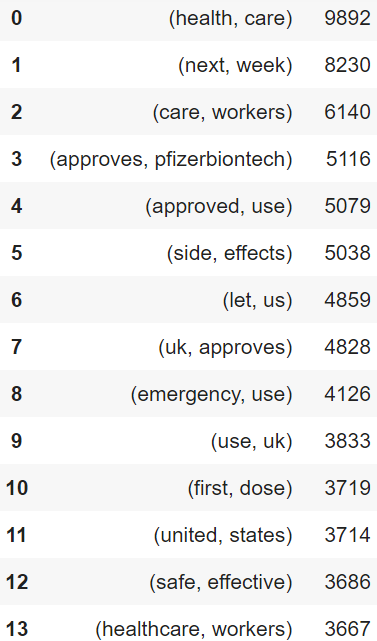 0 (health, care) 9892
1 (next, week) 8230
2 (care, workers) 6140
3 (approves, pfizerbiontech) 5116
4 (approved, use) 5079
5 (side, effects) 5038
6 (let, us) 4859
7 (uk, approves) 4828
8 (emergency, use) 4126
9 (use, uk) 3833
10 (first, dose) 3719
11 (united, states) 3714
12 (safe, effective) 3686
13 (healthcare, workers) 3667